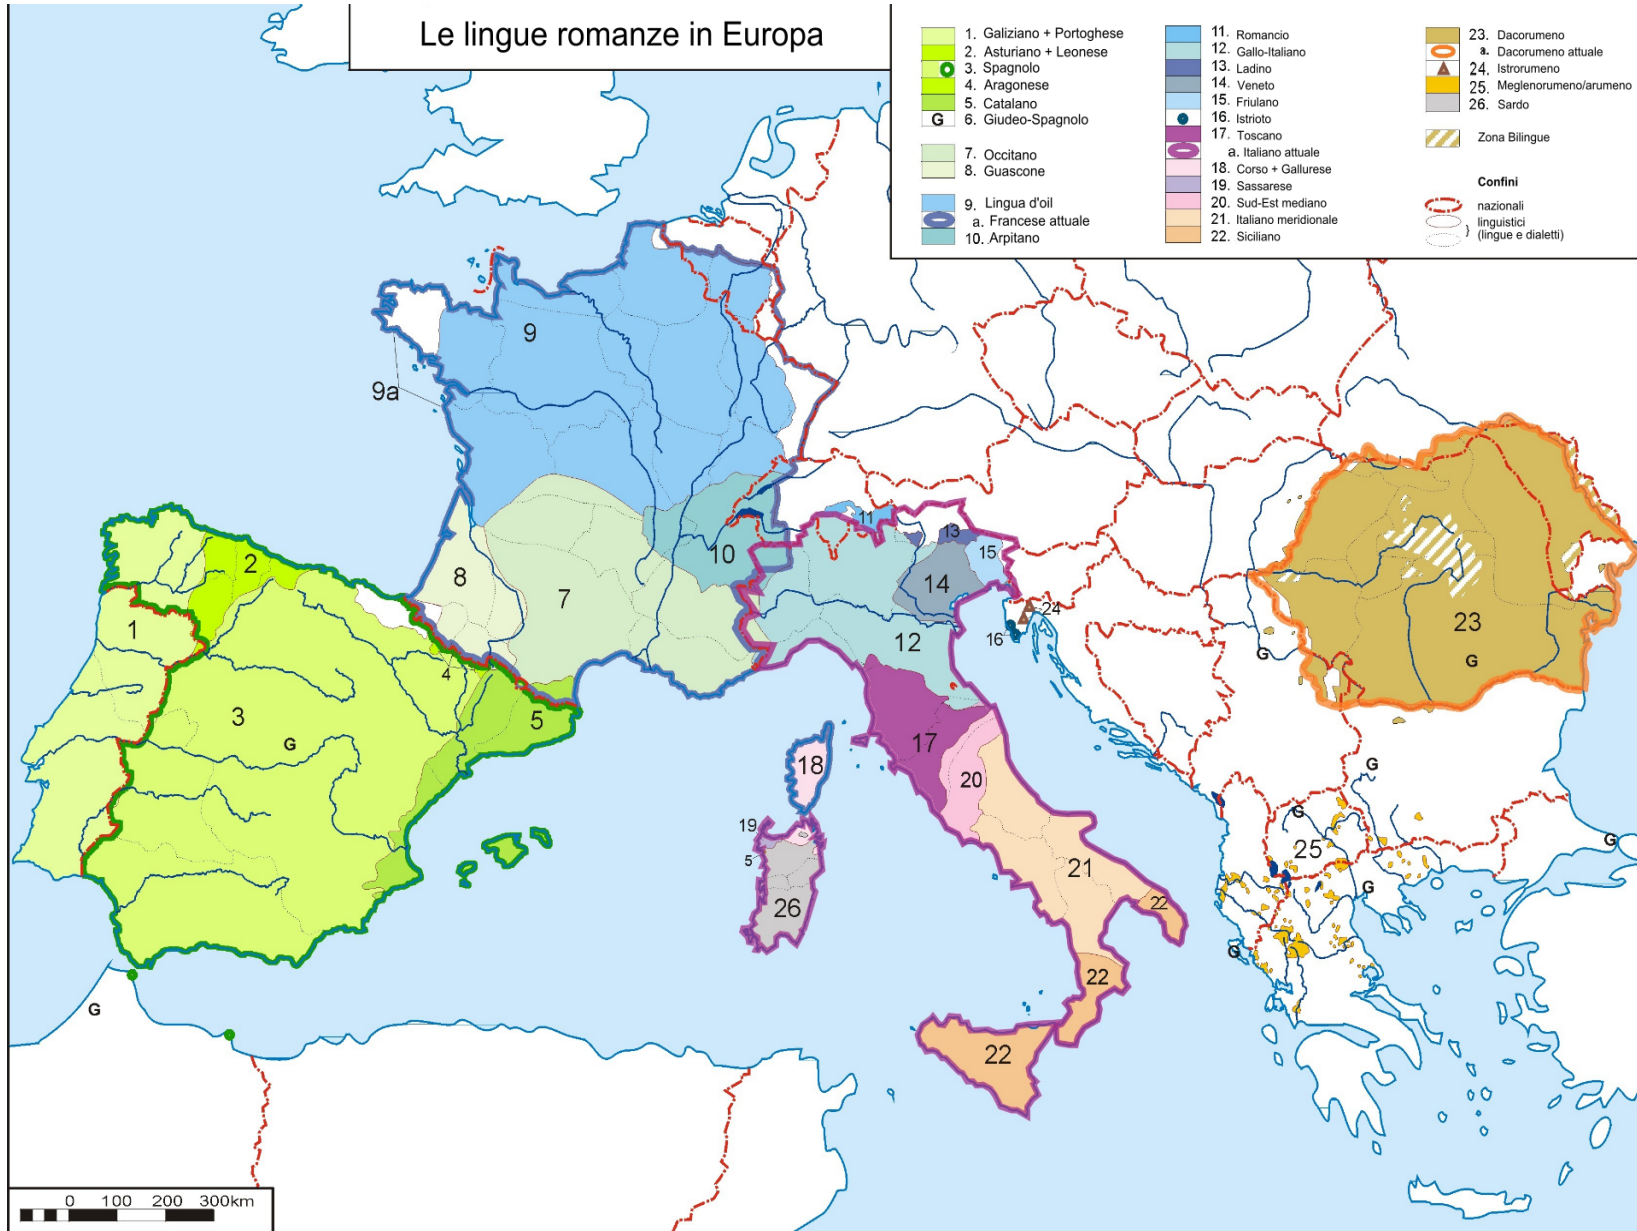 Le lingue romanze in Europa
1. Galiziano + Portoghese
2. Asturiano + Leonese
3. Spagnolo
4. Aragonese
5. Catalano
G 6. Giudeo-Spagnolo
7. Occitano
8. Guascone
9. Lingua d'oil
a. Francese attuale
10. Arpitano
11. Romancio
12. Gallo-Italiano
13. Ladino
14. Veneto
15. Friulano
16. Istrioto
17. Toscano
a. Italiano attuale
18. Corso + Gallurese
19. Sassarese
20. Sud-Est mediano
21. Italiano meridionale
22. Siciliano
23. Dacorumeno
a. Dacorumeno attuale
24. Istrorumeno
25. Meglenorumeno/arumeno
26. Sardo
Zona Bilingue
Confini
nazionali
linguistici
} (lingue e dialetti)
9
9a
11
13
15
10
14
2
8
7
24
1
16
12
23
G
G
4
3
5
G
17
18
20
G
G
19
25
G
5
21
G
26
22
22
G
G
22
0 100 200 300km